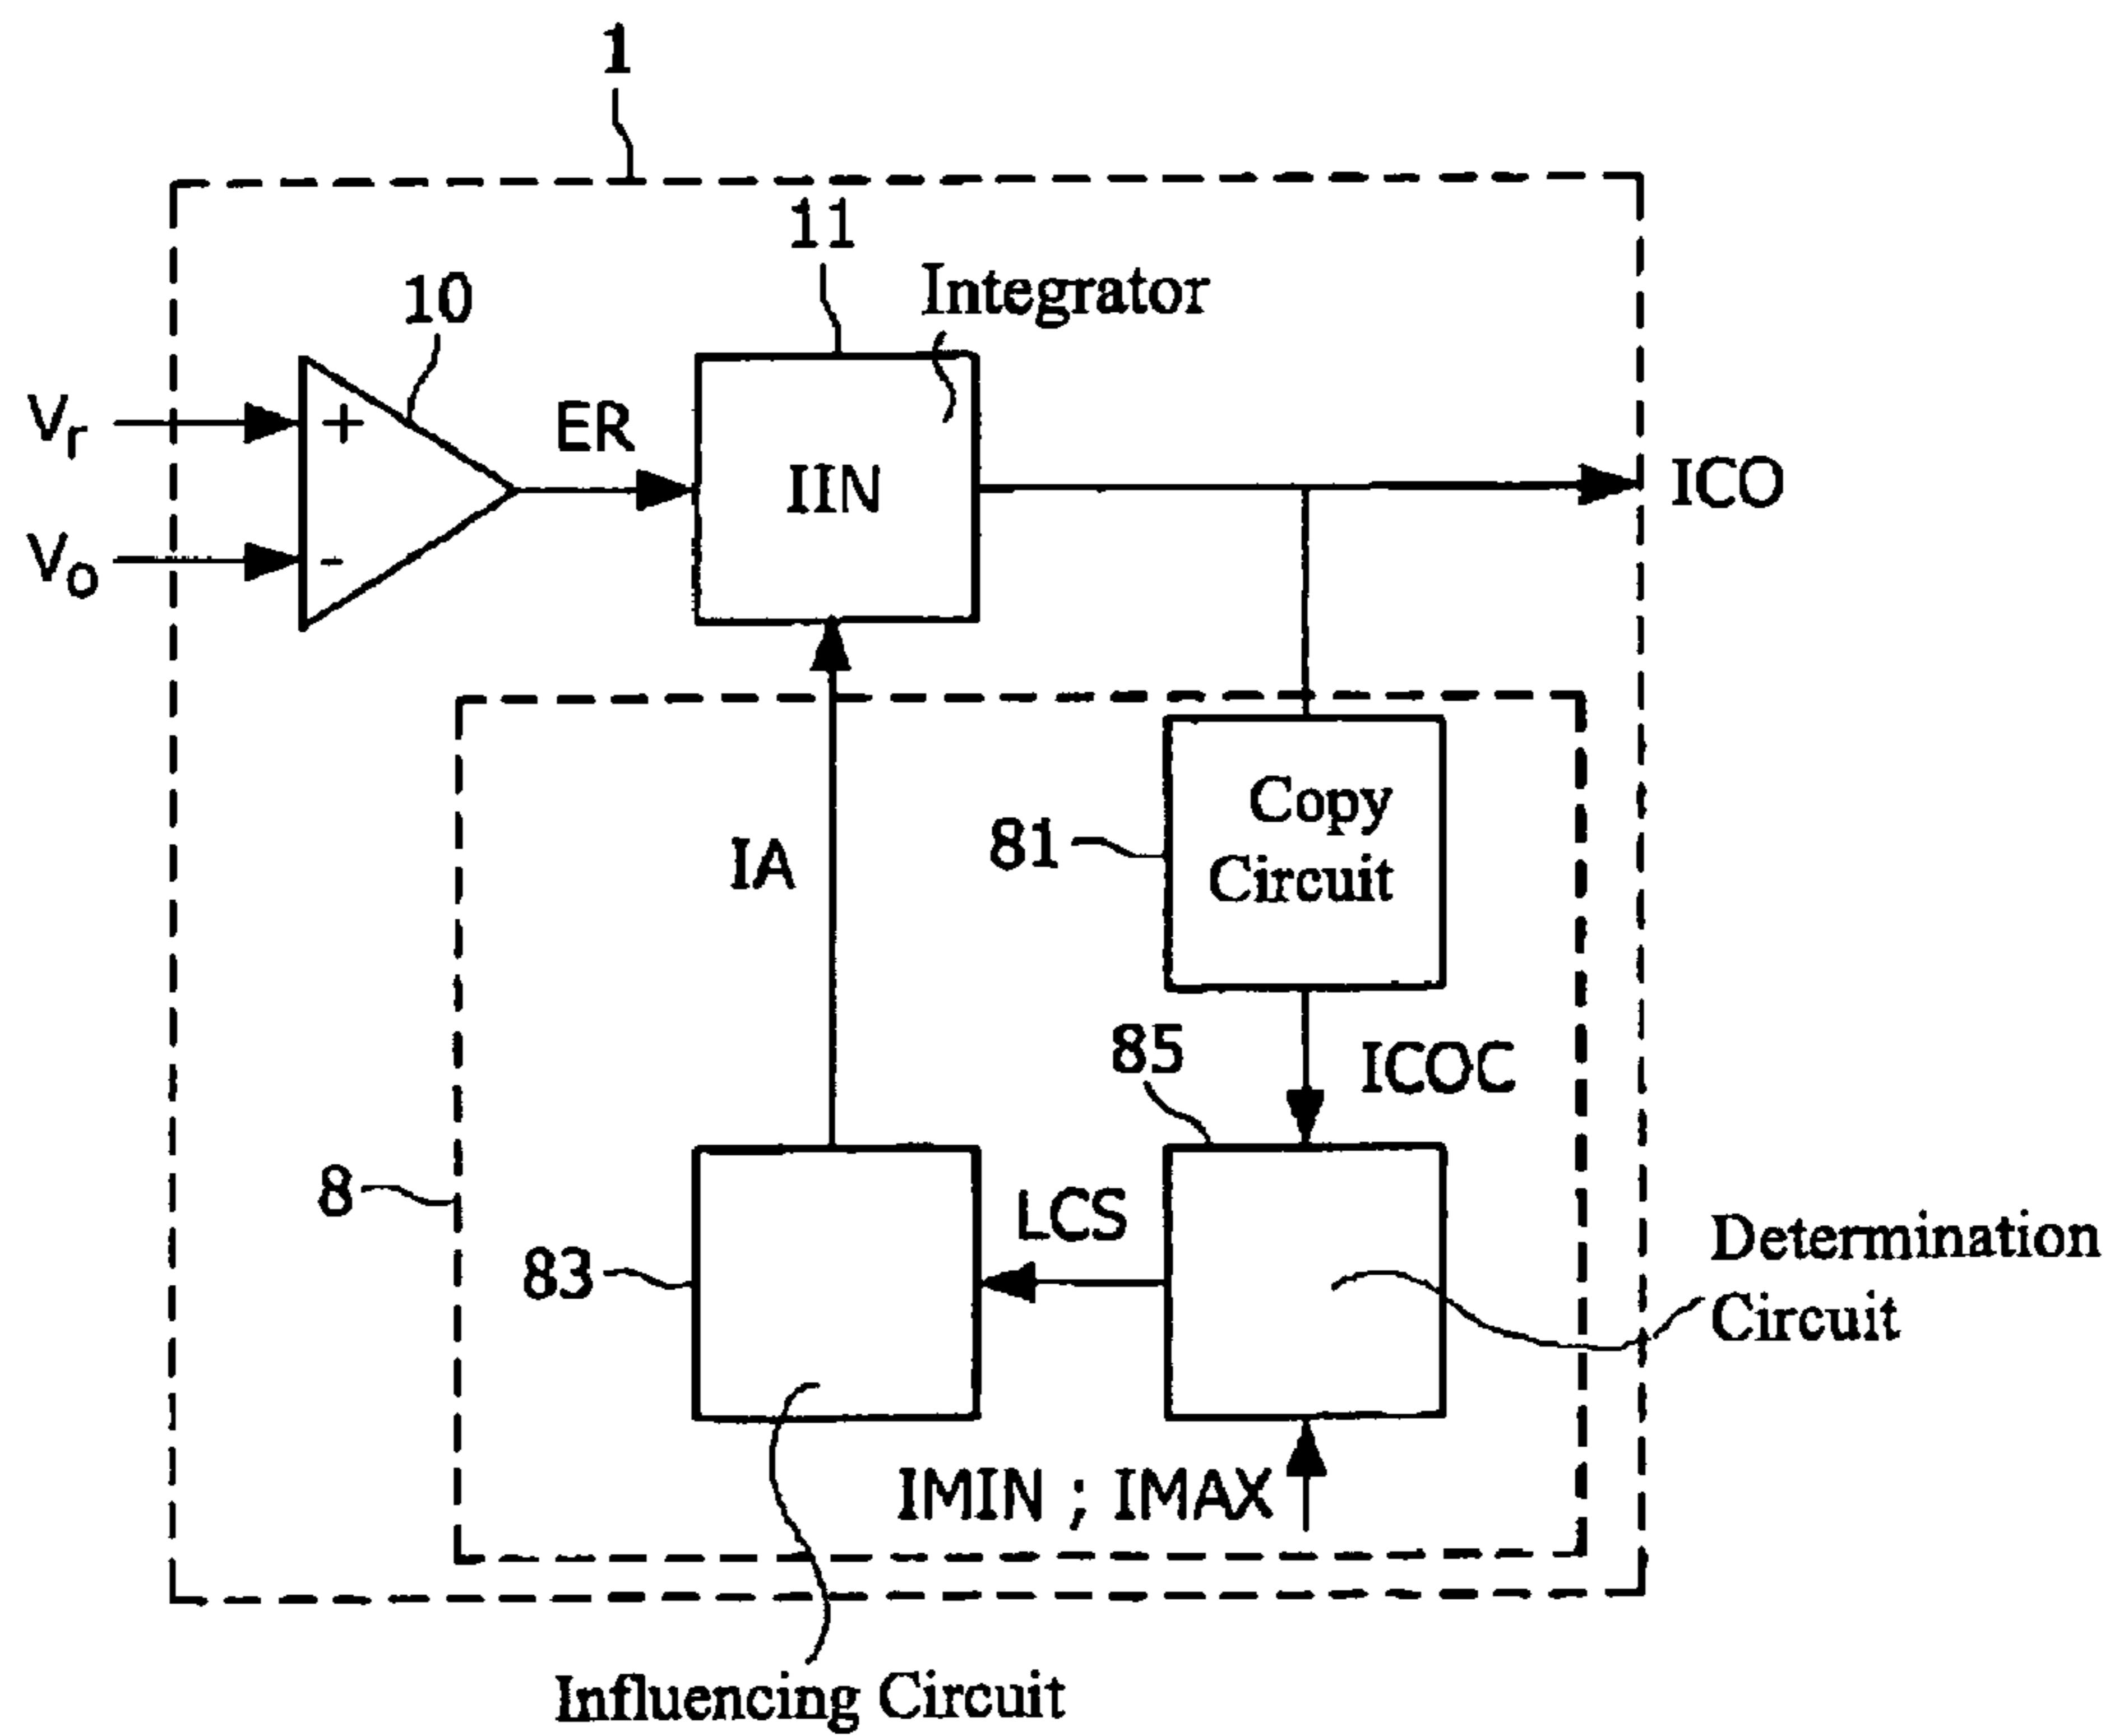 1
11
Integrator
10
Vr
+
ER
IIN
ICO
Vo
-
Copy
Circuit
81
IA
85
ICOC
8
LCS
83
Determination
Circuit
IMIN ; IMAX
Influencing Circuit